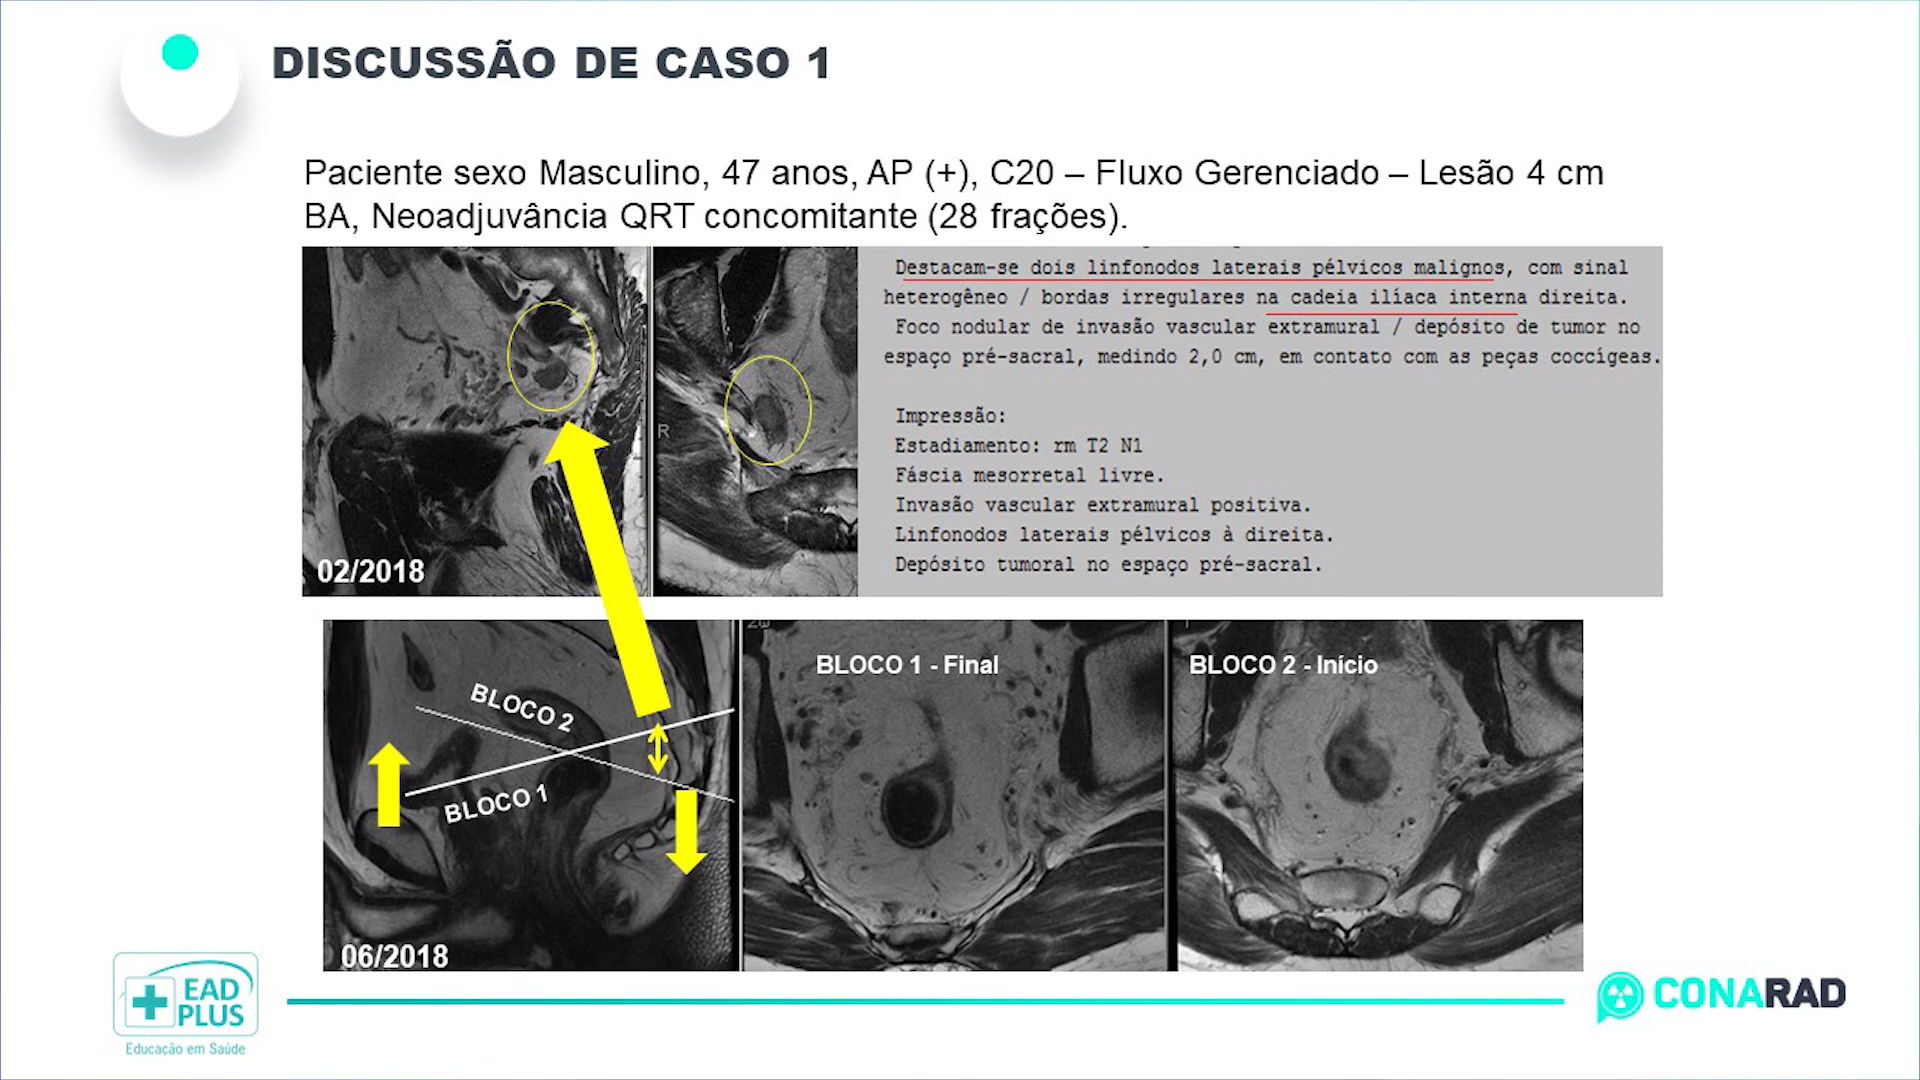 DISCUSSÃO DE CASO 1
Paciente sexo Masculino, 47 anos, AP (+), C20 – Fluxo Gerenciado – Lesão 4 cm
BA, Neoadjuvância QRT concomitante (28 frações).
R
02/2018
Destacam-se dois linfonodos laterais pélvicos malignos, com sinal
heterogêneo / bordas irregulares na cadeia ilíaca interna direita.
Foco nodular de invasão vascular extramural / depósito de tumor no
espaço pré-sacral, medindo 2,0 cm, em contato com as peças coccígeas.
Impressão:
Estadiamento: rm T2 N1
Fáscia mesorretal livre.
Invasão vascular extramural positiva.
Linfonodos laterais pélvicos à direita.
Depósito tumoral no espaço pré-sacral.
BLOCO 2
BLOCO 1
06/2018
BLOCO 1 - Final
BLOCO 2 - Início
EAD
PLUS
Educação em Saúde
CONARAD